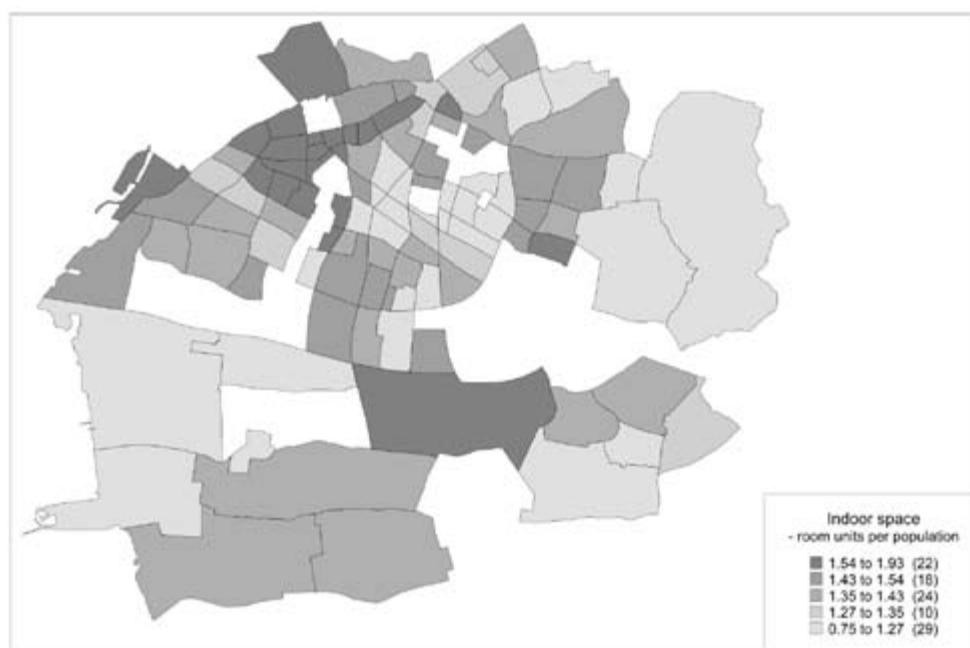 Indoor space
- room units per population
1.54 to 1.93 (22)
1.43 to 1.54 (18)
1.35 to 1.43 (24)
1.27 to 1.35 (10)
0.75 to 1.27 (29)